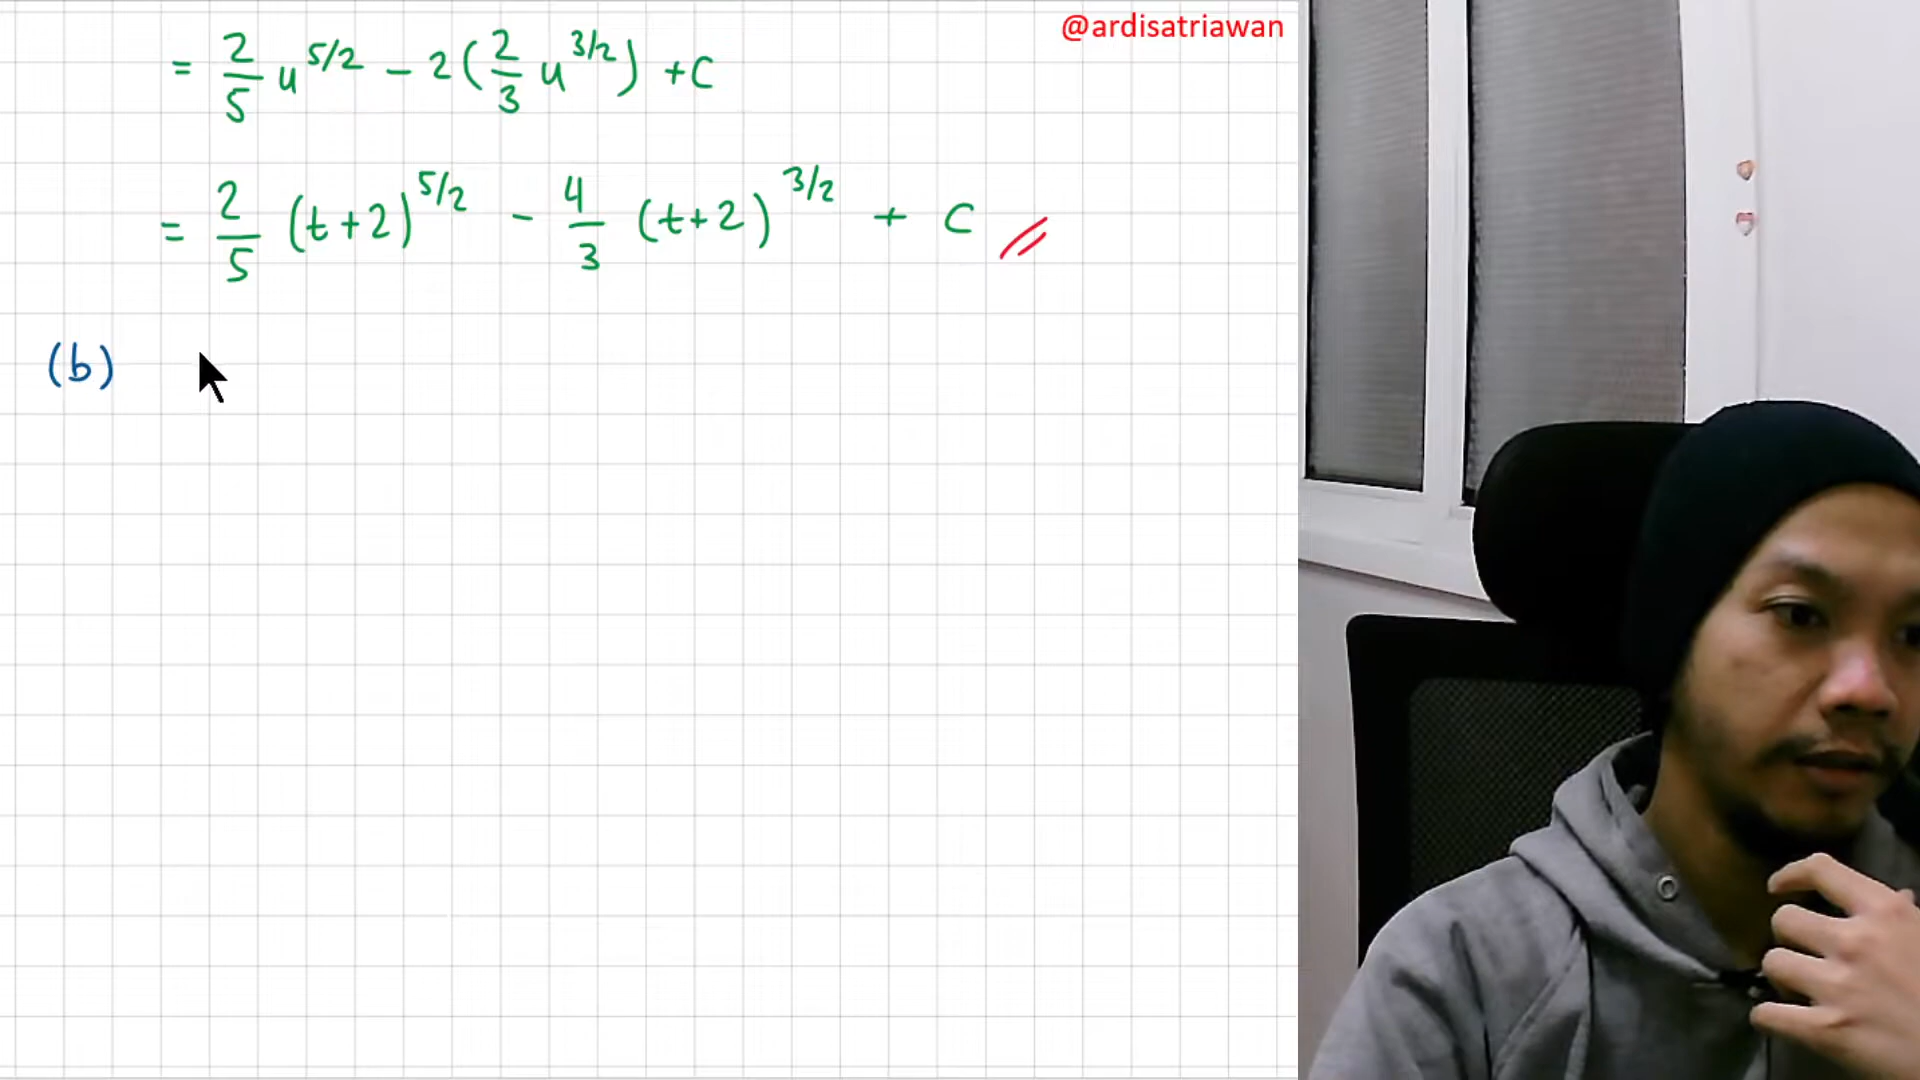 @ardisatriawan
= 2/5 u^5/2 - 2(2/3 u^3/2) + C
= 2/5 (t+2)^5/2 - 4/3 (t+2)^3/2 + C
(b)